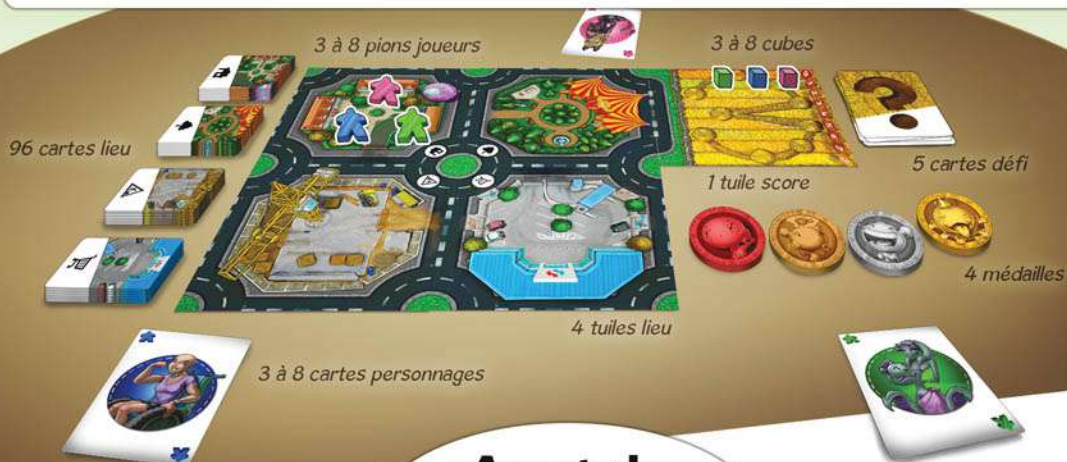 3 à 8 pions joueurs
3 à 8 cubes
96 cartes lieu
5 cartes défi
1 tuile score
4 médailles
4 tuiles lieu
3 à 8 cartes personnages